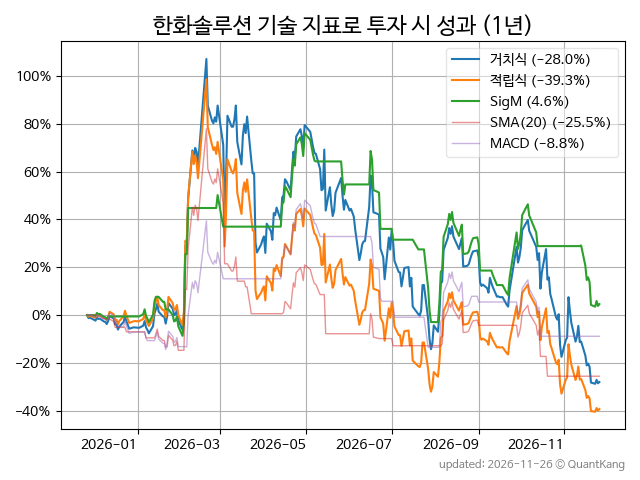 한화솔루션 기술 지표로 투자 시 성과 (1년)
거치식 (−28.0%)
적립식 (−39.3%)
SigM (4.6%)
SMA(20) (−25.5%)
MACD (−8.8%)
100%
80%
60%
40%
20%
0%
−20%
−40%
2026-01 2026-03 2026-05 2026-07 2026-09 2026-11
updated: 2026-11-26 © QuantKang